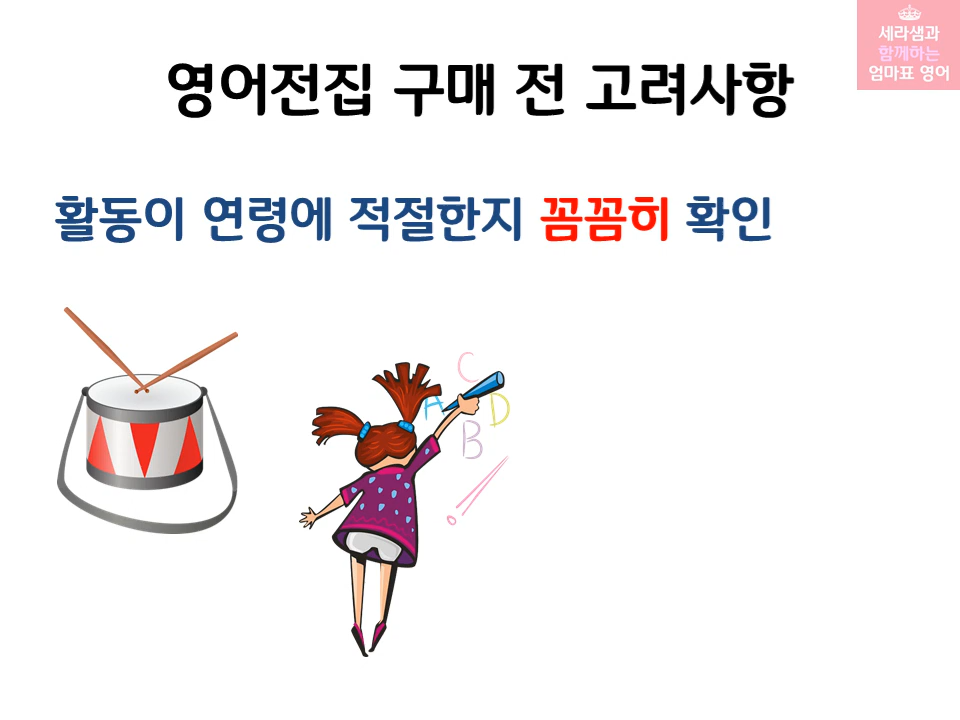 세라샘과
함께하는
엄마표 영어
영어전집 구매 전 고려사항
활동이 연령에 적절한지 꼼꼼히 확인
C
A
D
B